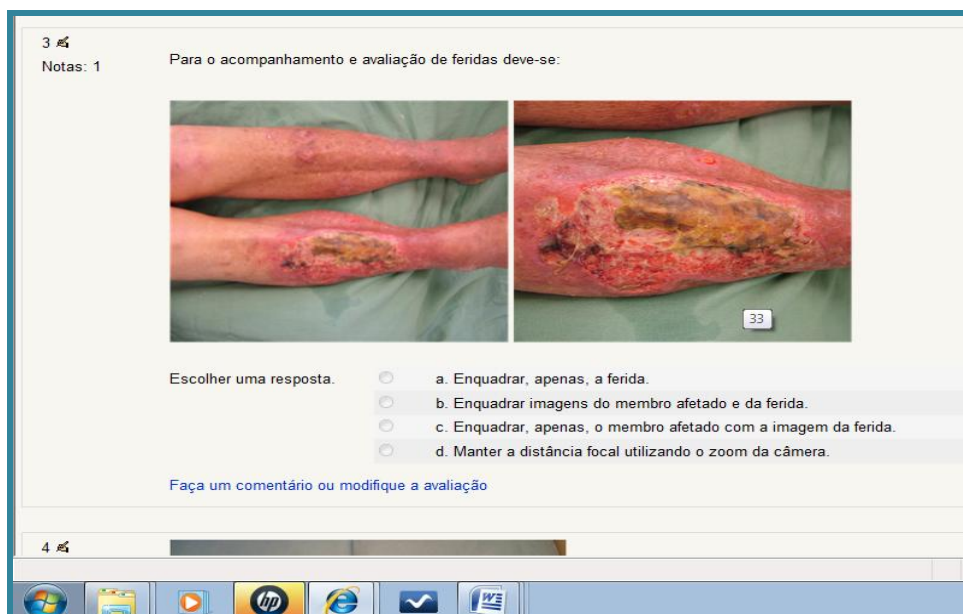 3
Notas: 1
Para o acompanhamento e avaliação de feridas deve-se:
33
Escolher uma resposta.
a. Enquadrar, apenas, a ferida.
b. Enquadrar imagens do membro afetado e da ferida.
c. Enquadrar, apenas, o membro afetado com a imagem da ferida.
d. Manter a distância focal utilizando o zoom da câmera.
Faça um comentário ou modifique a avaliação
4
hp
W